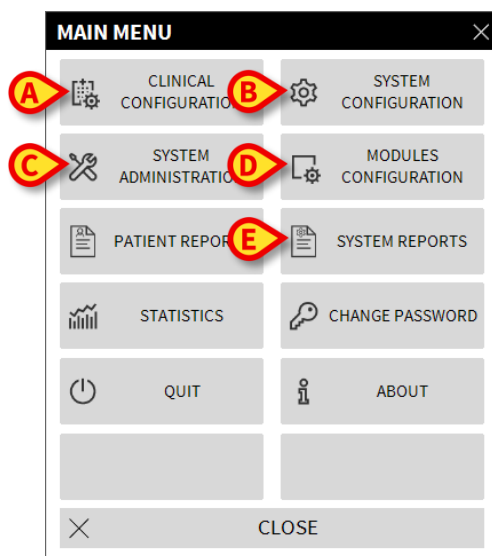 MAIN MENU
A
CLINICAL
CONFIGURATIO
B
SYSTEM
CONFIGURATION
C
SYSTEM
ADMINISTRATIO
D
MODULES
CONFIGURATION
PATIENT REPOR
E
SYSTEM REPORTS
STATISTICS
CHANGE PASSWORD
QUIT
ABOUT
CLOSE